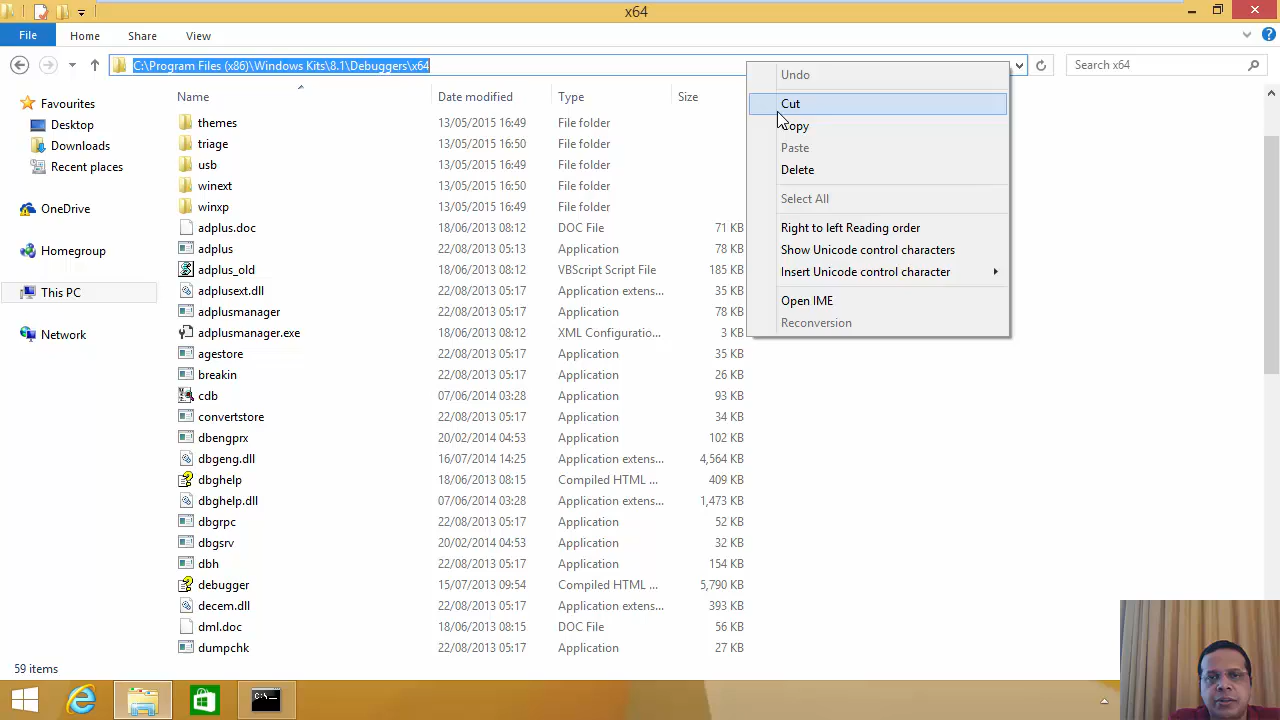 x64
File Home Share View
C:\Program Files (x86)\Windows Kits\8.1\Debuggers\x64
Search x64
Undo
Cut
Copy
Paste
Delete
Select All
Right to left Reading order
Show Unicode control characters
Insert Unicode control character
Open IME
Reconversion
Favourites
Desktop
Downloads
Recent places
OneDrive
Homegroup
This PC
Network
Name Date modified Type Size
themes 13/05/2015 16:49 File folder
triage 13/05/2015 16:50 File folder
usb 13/05/2015 16:49 File folder
winext 13/05/2015 16:50 File folder
winxp 13/05/2015 16:49 File folder
adplus.doc 18/06/2013 08:12 DOC File 71 KB
adplus 22/08/2013 05:17 Application 78 KB
adplus_old 18/06/2013 08:12 VBScript Script File 185 KB
adplusext.dll 22/08/2013 05:17 Application extens... 35 KB
adplusmanager 22/08/2013 05:17 Application 78 KB
adplusmanager.exe 18/06/2013 08:12 XML Configuratio... 3 KB
agestore 22/08/2013 05:17 Application 35 KB
breakin 22/08/2013 05:17 Application 26 KB
cdb 07/06/2014 03:28 Application 93 KB
convertstore 22/08/2013 05:17 Application 34 KB
dbengprx 20/02/2014 04:53 Application 102 KB
dbgeng.dll 16/07/2014 14:25 Application extens... 4,564 KB
dbghelp 18/06/2013 08:15 Compiled HTML ... 409 KB
dbghelp.dll 07/06/2014 03:28 Application extens... 1,473 KB
dbgrpc 22/08/2013 05:17 Application 52 KB
dbgsrv 20/02/2014 04:53 Application 32 KB
dbh 22/08/2013 05:17 Application 154 KB
debugger 15/07/2013 09:54 Compiled HTML ... 5,790 KB
decem.dll 22/08/2013 05:17 Application extens... 393 KB
dml.doc 18/06/2013 08:15 DOC File 56 KB
dumpchk 22/08/2013 05:17 Application 27 KB
59 items
C:\.